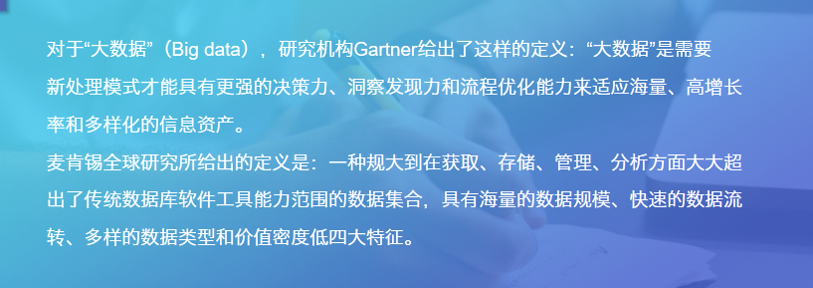 对于“大数据”（Big data），研究机构Gartner给出了这样的定义：“大数据”是需要
新处理模式才能具有更强的决策力、洞察发现力和流程优化能力来适应海量、高增长
率和多样化的信息资产。
麦肯锡全球研究所给出的定义是：一种规大到在获取、存储、管理、分析方面大大超
出了传统数据库软件工具能力范围的数据集合，具有海量的数据规模、快速的数据流
转、多样的数据类型和价值密度低四大特征。